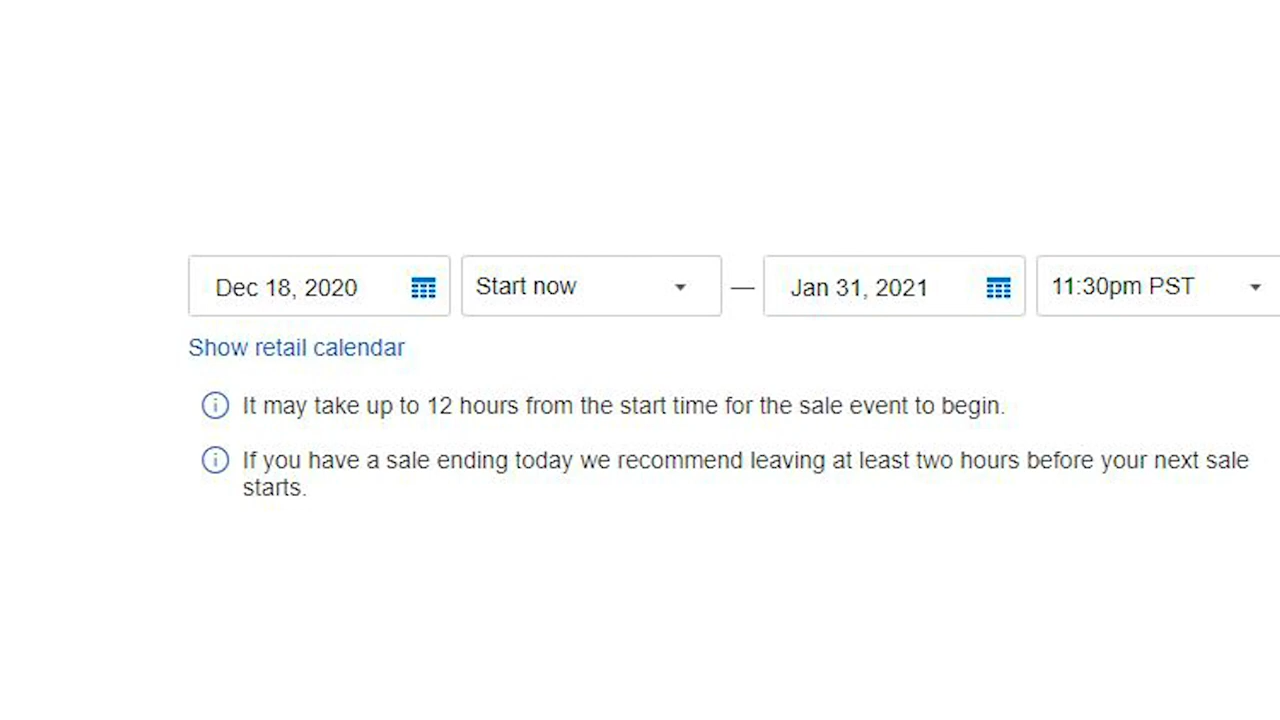 Dec 18, 2020 Start now — Jan 31, 2021 11:30pm PST
Show retail calendar
It may take up to 12 hours from the start time for the sale event to begin.
If you have a sale ending today we recommend leaving at least two hours before your next sale
starts.